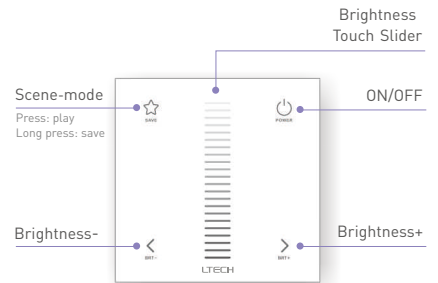 Brightness
Touch Slider
Scene-mode
Press: play
Long press: save
ON/OFF
SAVE
POWER
Brightness-
Brightness+
BRT-
BRT+
LTECH